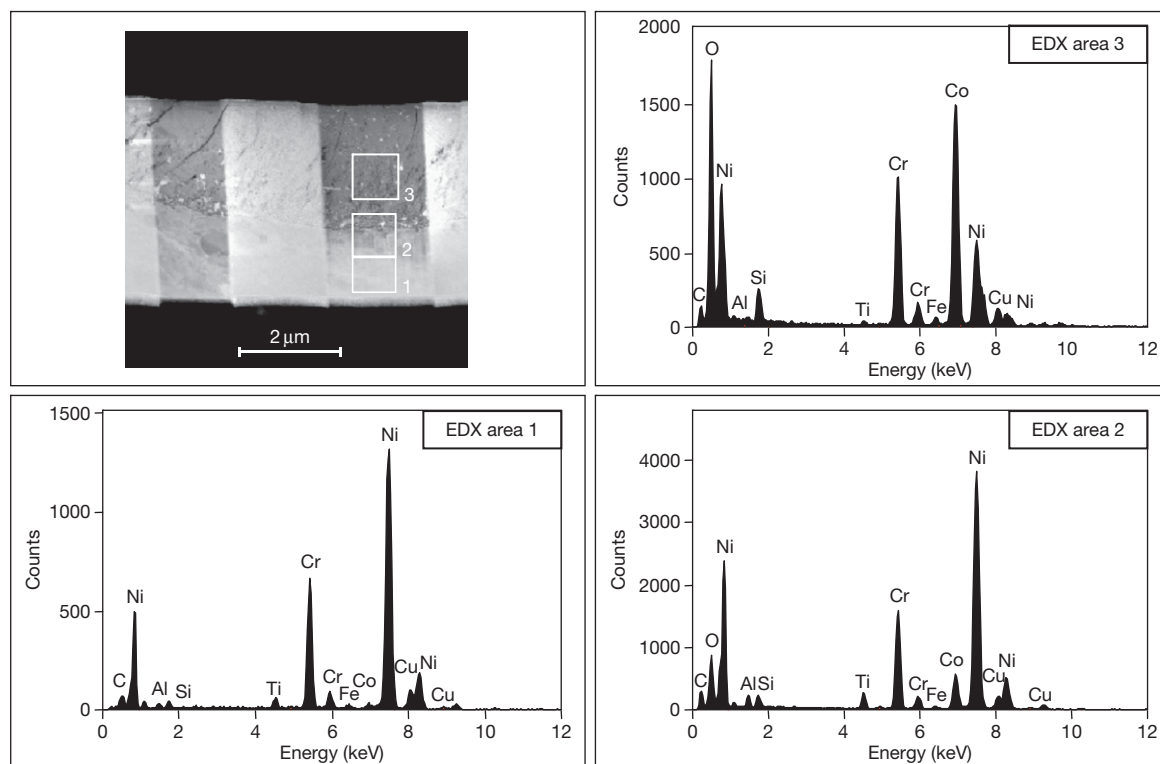 3
2
1
2 μm
EDX area 3
2000
1500
1000
500
0
Counts
O
Ni
C
Al
Si
Ti
Cr
Cr
Fe
Co
Ni
Cu
Ni
0 2 4 6 8 10 12
Energy (keV)
EDX area 1
1500
1000
500
0
Counts
C
Ni
Al
Si
Ti
Cr
Cr
Fe
Co
Ni
Cu
Ni
Cu
0 2 4 6 8 10 12
Energy (keV)
EDX area 2
4000
3000
2000
1000
0
Counts
C
O
Ni
Al
Si
Ti
Cr
Cr
Fe
Co
Ni
Cu
Ni
Cu
0 2 4 6 8 10 12
Energy (keV)